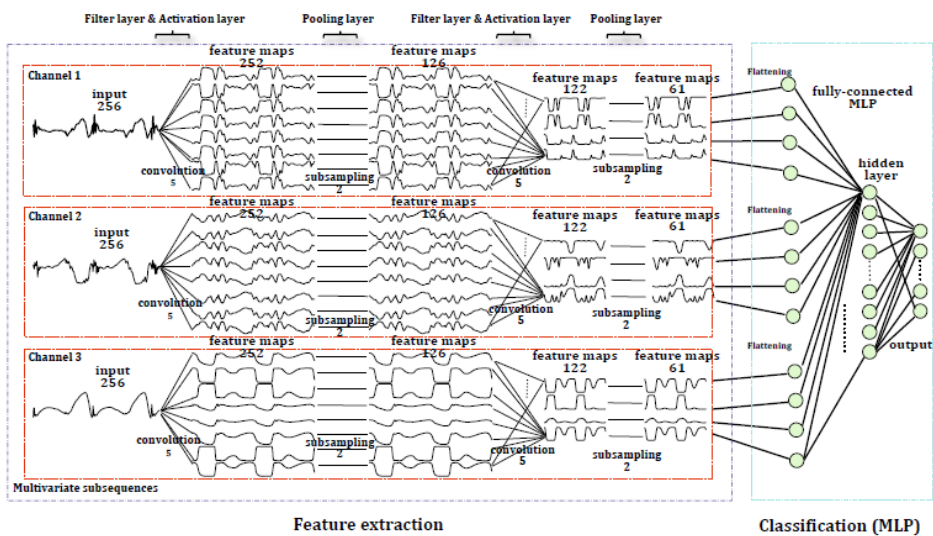 Filter layer & Activation layer
Pooling layer
Filter layer & Activation layer
Pooling layer
Channel 1
input
256
feature maps
252
feature maps
126
feature maps
122
feature maps
61
convolution
5
subsampling
2
convolution
5
subsampling
2
Flattening
fully-connected
MLP
hidden
layer
Channel 2
input
256
feature maps
252
feature maps
126
feature maps
122
feature maps
61
convolution
5
subsampling
2
convolution
5
subsampling
2
Flattening
output
Channel 3
input
256
feature maps
252
feature maps
126
feature maps
122
feature maps
61
convolution
5
subsampling
2
convolution
5
subsampling
2
Flattening
Multivariate subsequences
Feature extraction
Classification (MLP)